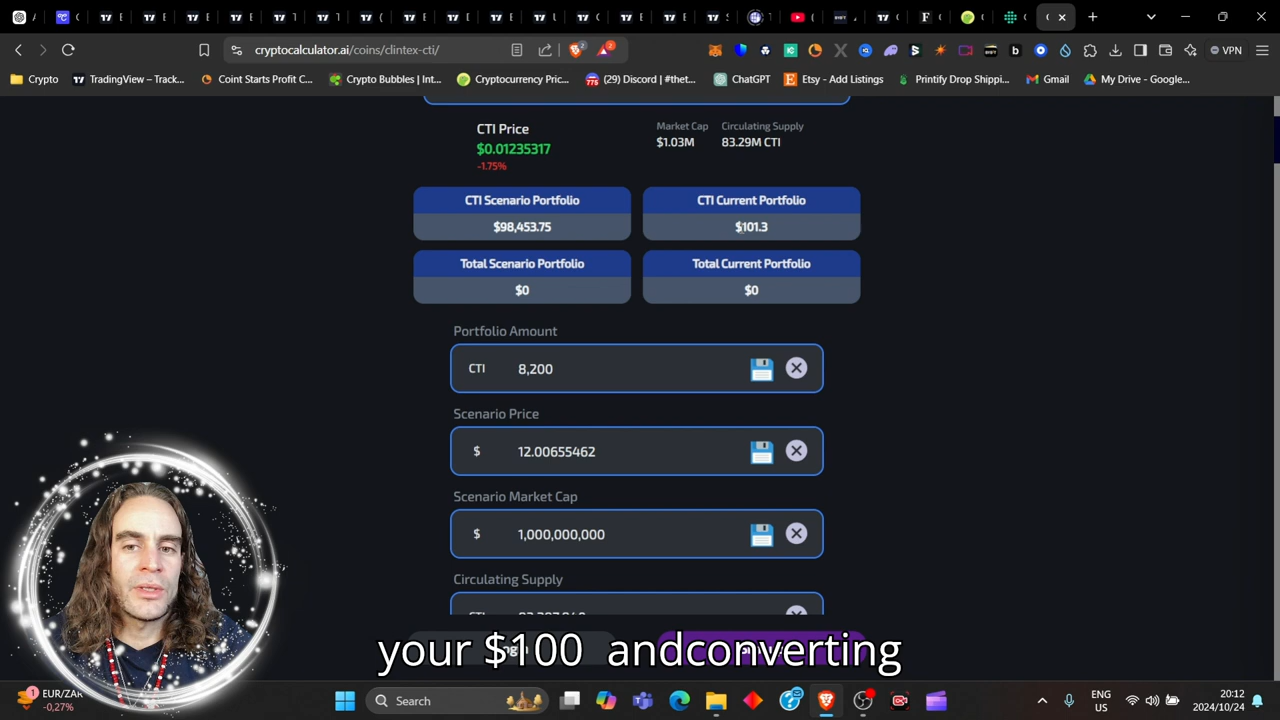 cryptocalculator.ai/coins/clintex-cti/
VPN
Crypto
TradingView – Track...
Coint Starts Profit C...
Crypto Bubbles | Int...
Cryptocurrency Pric...
(29) Discord | #thet...
ChatGPT
Etsy - Add Listings
Printify Drop Shippi...
Gmail
My Drive - Google...
CTI Price
$0.01235317
-1.75%
Market Cap
$1.03M
Circulating Supply
83.29M CTI
CTI Scenario Portfolio
$98,453.75
CTI Current Portfolio
$101.3
Total Scenario Portfolio
$0
Total Current Portfolio
$0
Portfolio Amount
CTI 8,200
Scenario Price
$ 12.00655462
Scenario Market Cap
$ 1,000,000,000
Circulating Supply
your $100 andconverting
EUR/ZAR
-0,27%
Search
ENG
US
20:12
2024/10/24